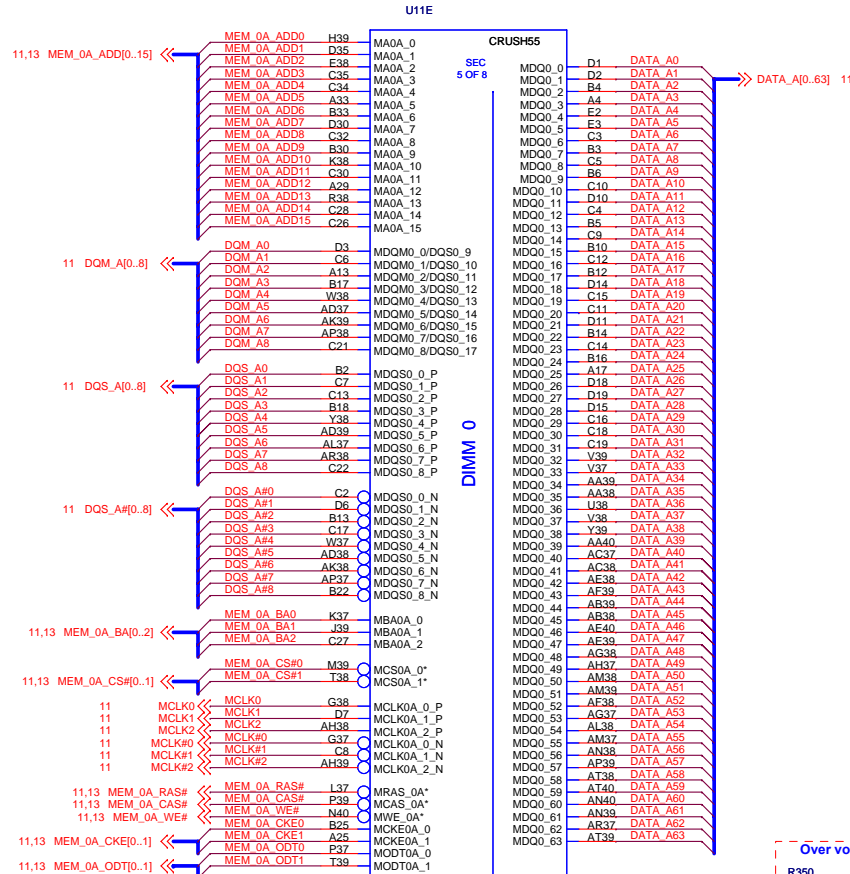 U11E
CRUSH55
SEC
5 OF 8
11,13 MEM_0A_ADD[0..15]
MEM_0A_ADD0 H39 MA0A_0
MEM_0A_ADD1 D35 MA0A_1
MEM_0A_ADD2 E38 MA0A_2
MEM_0A_ADD3 C35 MA0A_3
MEM_0A_ADD4 C34 MA0A_4
MEM_0A_ADD5 A33 MA0A_5
MEM_0A_ADD6 B33 MA0A_6
MEM_0A_ADD7 D30 MA0A_7
MEM_0A_ADD8 C32 MA0A_8
MEM_0A_ADD9 B30 MA0A_9
MEM_0A_ADD10 K38 MA0A_10
MEM_0A_ADD11 C30 MA0A_11
MEM_0A_ADD12 A29 MA0A_12
MEM_0A_ADD13 R38 MA0A_13
MEM_0A_ADD14 C28 MA0A_14
MEM_0A_ADD15 C26 MA0A_15
11 DQM_A[0..8]
DQM_A0 D3 MDQM0_0/DQS0_9
DQM_A1 C6 MDQM0_1/DQS0_10
DQM_A2 A13 MDQM0_2/DQS0_11
DQM_A3 B17 MDQM0_3/DQS0_12
DQM_A4 W38 MDQM0_4/DQS0_13
DQM_A5 AD37 MDQM0_5/DQS0_14
DQM_A6 AK39 MDQM0_6/DQS0_15
DQM_A7 AP38 MDQM0_7/DQS0_16
DQM_A8 C21 MDQM0_8/DQS0_17
11 DQS_A[0..8]
DQS_A0 B2 MDQS0_0_P
DQS_A1 C7 MDQS0_1_P
DQS_A2 C13 MDQS0_2_P
DQS_A3 B18 MDQS0_3_P
DQS_A4 Y38 MDQS0_4_P
DQS_A5 AD39 MDQS0_5_P
DQS_A6 AL37 MDQS0_6_P
DQS_A7 AR38 MDQS0_7_P
DQS_A8 C22 MDQS0_8_P
11 DQS_A#[0..8]
DQS_A#0 C2 MDQS0_0_N
DQS_A#1 D6 MDQS0_1_N
DQS_A#2 B13 MDQS0_2_N
DQS_A#3 C17 MDQS0_3_N
DQS_A#4 W37 MDQS0_4_N
DQS_A#5 AD38 MDQS0_5_N
DQS_A#6 AK38 MDQS0_6_N
DQS_A#7 AP37 MDQS0_7_N
DQS_A#8 B22 MDQS0_8_N
11,13 MEM_0A_BA[0..2]
MEM_0A_BA0 K37 MBA0A_0
MEM_0A_BA1 J39 MBA0A_1
MEM_0A_BA2 C27 MBA0A_2
11,13 MEM_0A_CS#[0..1]
MEM_0A_CS#0 M39 MCS0A_0*
MEM_0A_CS#1 T38 MCS0A_1*
11 MCLK0 MCLK0 G38 MCLK0A_0_P
11 MCLK1 MCLK1 D7 MCLK0A_1_P
11 MCLK2 MCLK2 AH38 MCLK0A_2_P
11 MCLK#0 MCLK#0 G37 MCLK0A_0_N
11 MCLK#1 MCLK#1 C8 MCLK0A_1_N
11 MCLK#2 MCLK#2 AH39 MCLK0A_2_N
11,13 MEM_0A_RAS# MEM_0A_RAS# L37 MRAS_0A*
11,13 MEM_0A_CAS# MEM_0A_CAS# P39 MCAS_0A*
11,13 MEM_0A_WE# MEM_0A_WE# N40 MWE_0A*
11,13 MEM_0A_CKE[0..1]
MEM_0A_CKE0 B25 MCKE0A_0
MEM_0A_CKE1 A25 MCKE0A_1
11,13 MEM_0A_ODT[0..1]
MEM_0A_ODT0 P37 MODT0A_0
MEM_0A_ODT1 T39 MODT0A_1
DIMM 0
MDQ0_0 D1 DATA_A0
MDQ0_1 D2 DATA_A1
MDQ0_2 B4 DATA_A2
MDQ0_3 A4 DATA_A3
MDQ0_4 E2 DATA_A4
MDQ0_5 E3 DATA_A5
MDQ0_6 C3 DATA_A6
MDQ0_7 B3 DATA_A7
MDQ0_8 C5 DATA_A8
MDQ0_9 B6 DATA_A9
MDQ0_10 C10 DATA_A10
MDQ0_11 D10 DATA_A11
MDQ0_12 C4 DATA_A12
MDQ0_13 B5 DATA_A13
MDQ0_14 C9 DATA_A14
MDQ0_15 B10 DATA_A15
MDQ0_16 C12 DATA_A16
MDQ0_17 B12 DATA_A17
MDQ0_18 D14 DATA_A18
MDQ0_19 C15 DATA_A19
MDQ0_20 C11 DATA_A20
MDQ0_21 D11 DATA_A21
MDQ0_22 B14 DATA_A22
MDQ0_23 C14 DATA_A23
MDQ0_24 B16 DATA_A24
MDQ0_25 A17 DATA_A25
MDQ0_26 D18 DATA_A26
MDQ0_27 D19 DATA_A27
MDQ0_28 D15 DATA_A28
MDQ0_29 C16 DATA_A29
MDQ0_30 C18 DATA_A30
MDQ0_31 C19 DATA_A31
MDQ0_32 V39 DATA_A32
MDQ0_33 V37 DATA_A33
MDQ0_34 AA39 DATA_A34
MDQ0_35 AA38 DATA_A35
MDQ0_36 U38 DATA_A36
MDQ0_37 V38 DATA_A37
MDQ0_38 Y39 DATA_A38
MDQ0_39 AA40 DATA_A39
MDQ0_40 AC37 DATA_A40
MDQ0_41 AC38 DATA_A41
MDQ0_42 AE38 DATA_A42
MDQ0_43 AF39 DATA_A43
MDQ0_44 AB39 DATA_A44
MDQ0_45 AB38 DATA_A45
MDQ0_46 AE40 DATA_A46
MDQ0_47 AE39 DATA_A47
MDQ0_48 AG38 DATA_A48
MDQ0_49 AH37 DATA_A49
MDQ0_50 AM38 DATA_A50
MDQ0_51 AM39 DATA_A51
MDQ0_52 AF38 DATA_A52
MDQ0_53 AG37 DATA_A53
MDQ0_54 AL38 DATA_A54
MDQ0_55 AM37 DATA_A55
MDQ0_56 AN38 DATA_A56
MDQ0_57 AP39 DATA_A57
MDQ0_58 AT38 DATA_A58
MDQ0_59 AT40 DATA_A59
MDQ0_60 AN40 DATA_A60
MDQ0_61 AN39 DATA_A61
MDQ0_62 AR37 DATA_A62
MDQ0_63 AT39 DATA_A63
DATA_A[0..63] 11
Over vo
R350